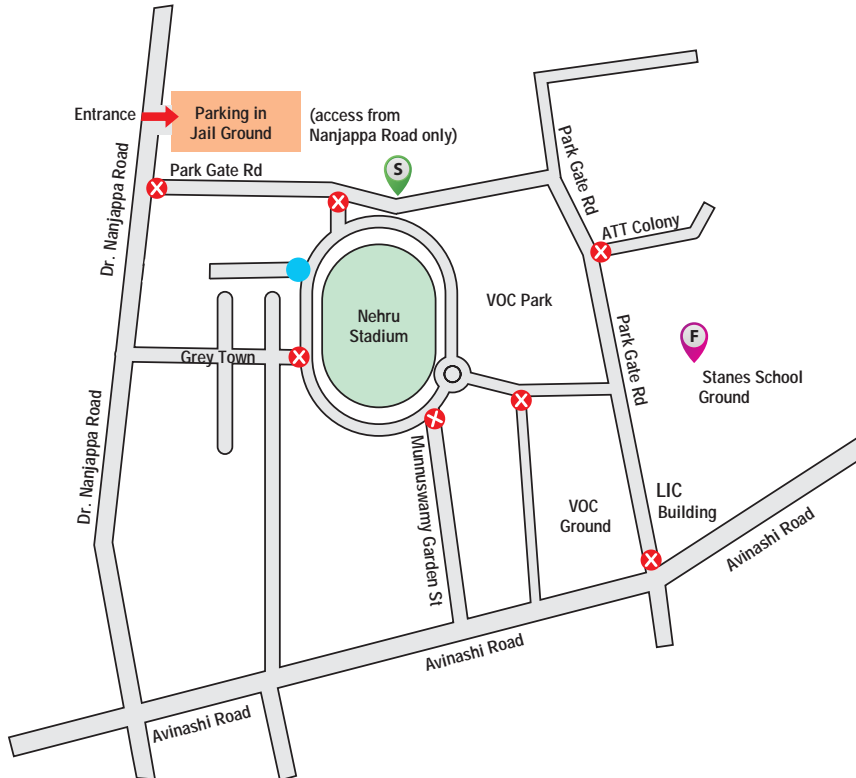 Entrance
Parking in
Jail Ground
(access from
Nanjappa Road only)
Park Gate Rd
S
Park Gate Rd
ATT Colony
Dr. Nanjappa Road
VOC Park
Nehru
Stadium
Grey Town
Park Gate Rd
F
Stanes School
Ground
Dr. Nanjappa Road
Munnuswamy Garden St
VOC
Ground
LIC
Building
Avinashi Road
Avinashi Road
Avinashi Road